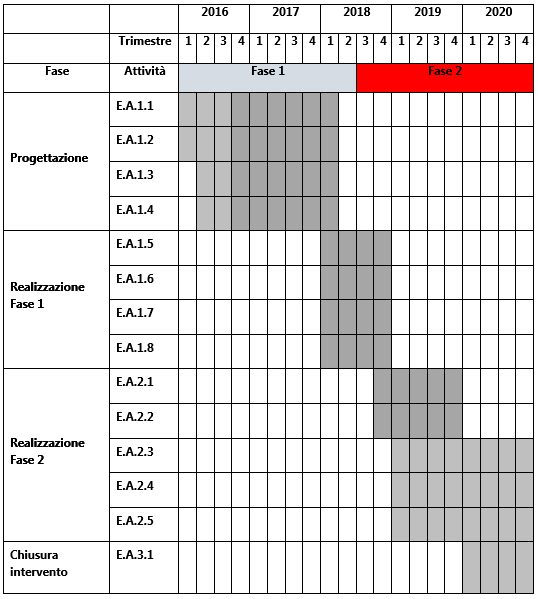 2016 2017 2018 2019 2020
Trimestre 1 2 3 4 1 2 3 4 1 2 3 4 1 2 3 4 1 2 3 4
Fase Attività Fase 1 Fase 2
Progettazione
E.A.1.1
E.A.1.2
E.A.1.3
E.A.1.4
Realizzazione
Fase 1
E.A.1.5
E.A.1.6
E.A.1.7
E.A.1.8
Realizzazione
Fase 2
E.A.2.1
E.A.2.2
E.A.2.3
E.A.2.4
E.A.2.5
Chiusura
intervento
E.A.3.1